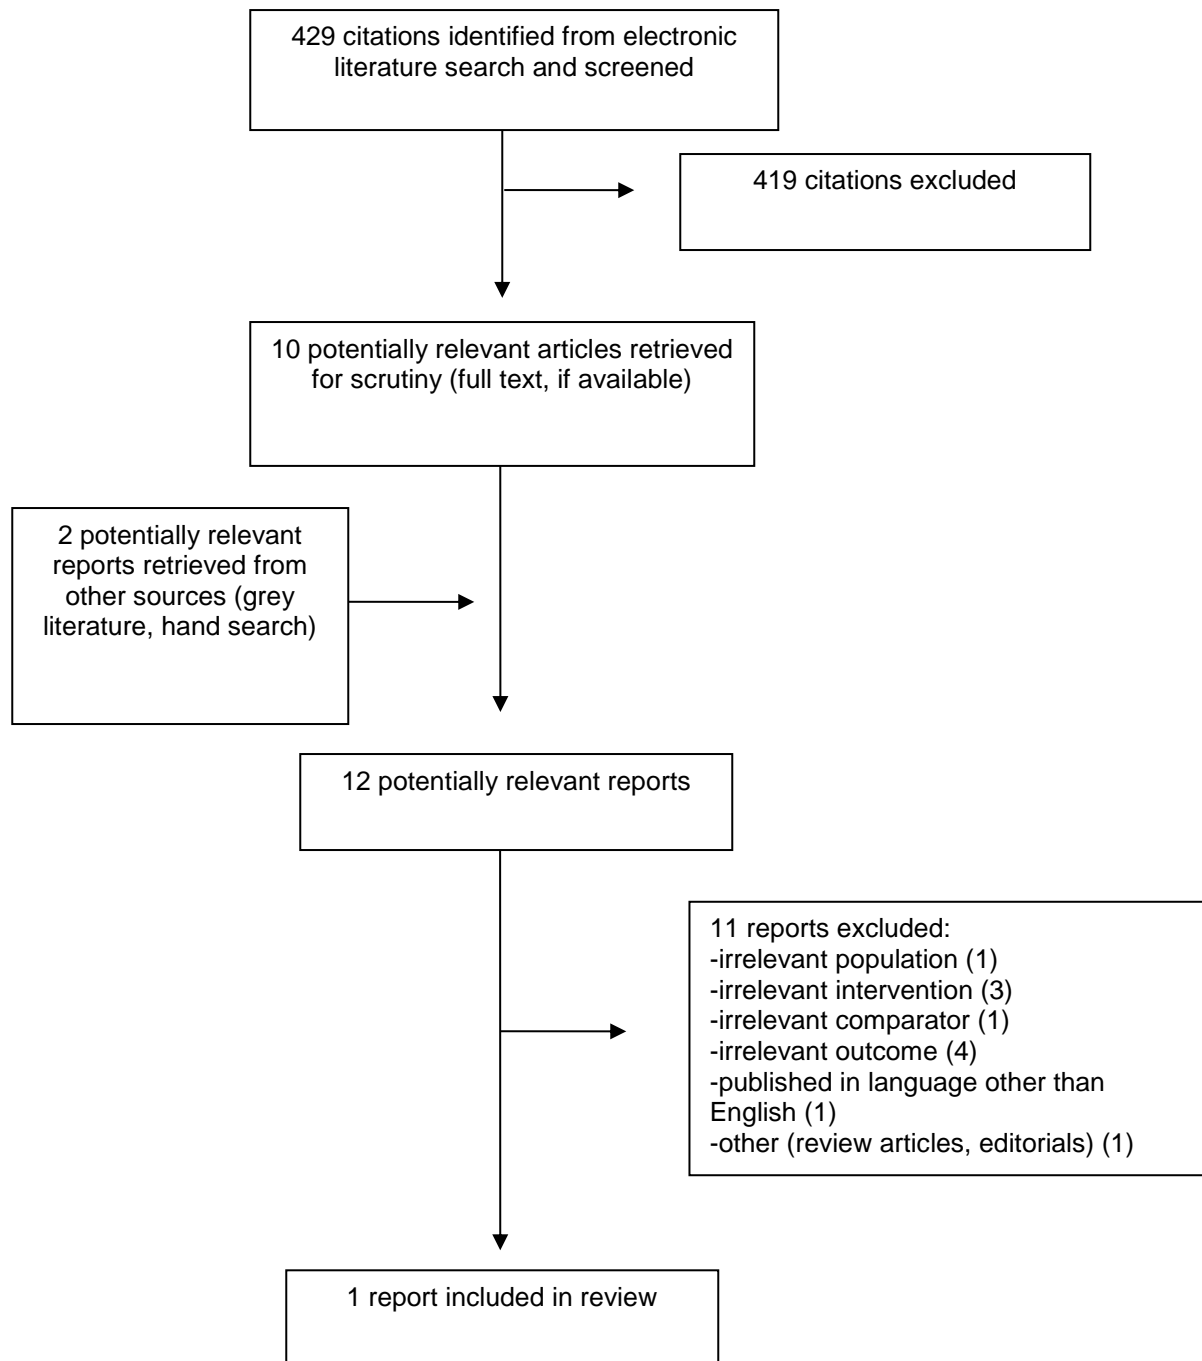 429 citations identified from electronic
literature search and screened
419 citations excluded
10 potentially relevant articles retrieved
for scrutiny (full text, if available)
2 potentially relevant
reports retrieved from
other sources (grey
literature, hand search)
12 potentially relevant reports
11 reports excluded:
-irrelevant population (1)
-irrelevant intervention (3)
-irrelevant comparator (1)
-irrelevant outcome (4)
-published in language other than
English (1)
-other (review articles, editorials) (1)
1 report included in review